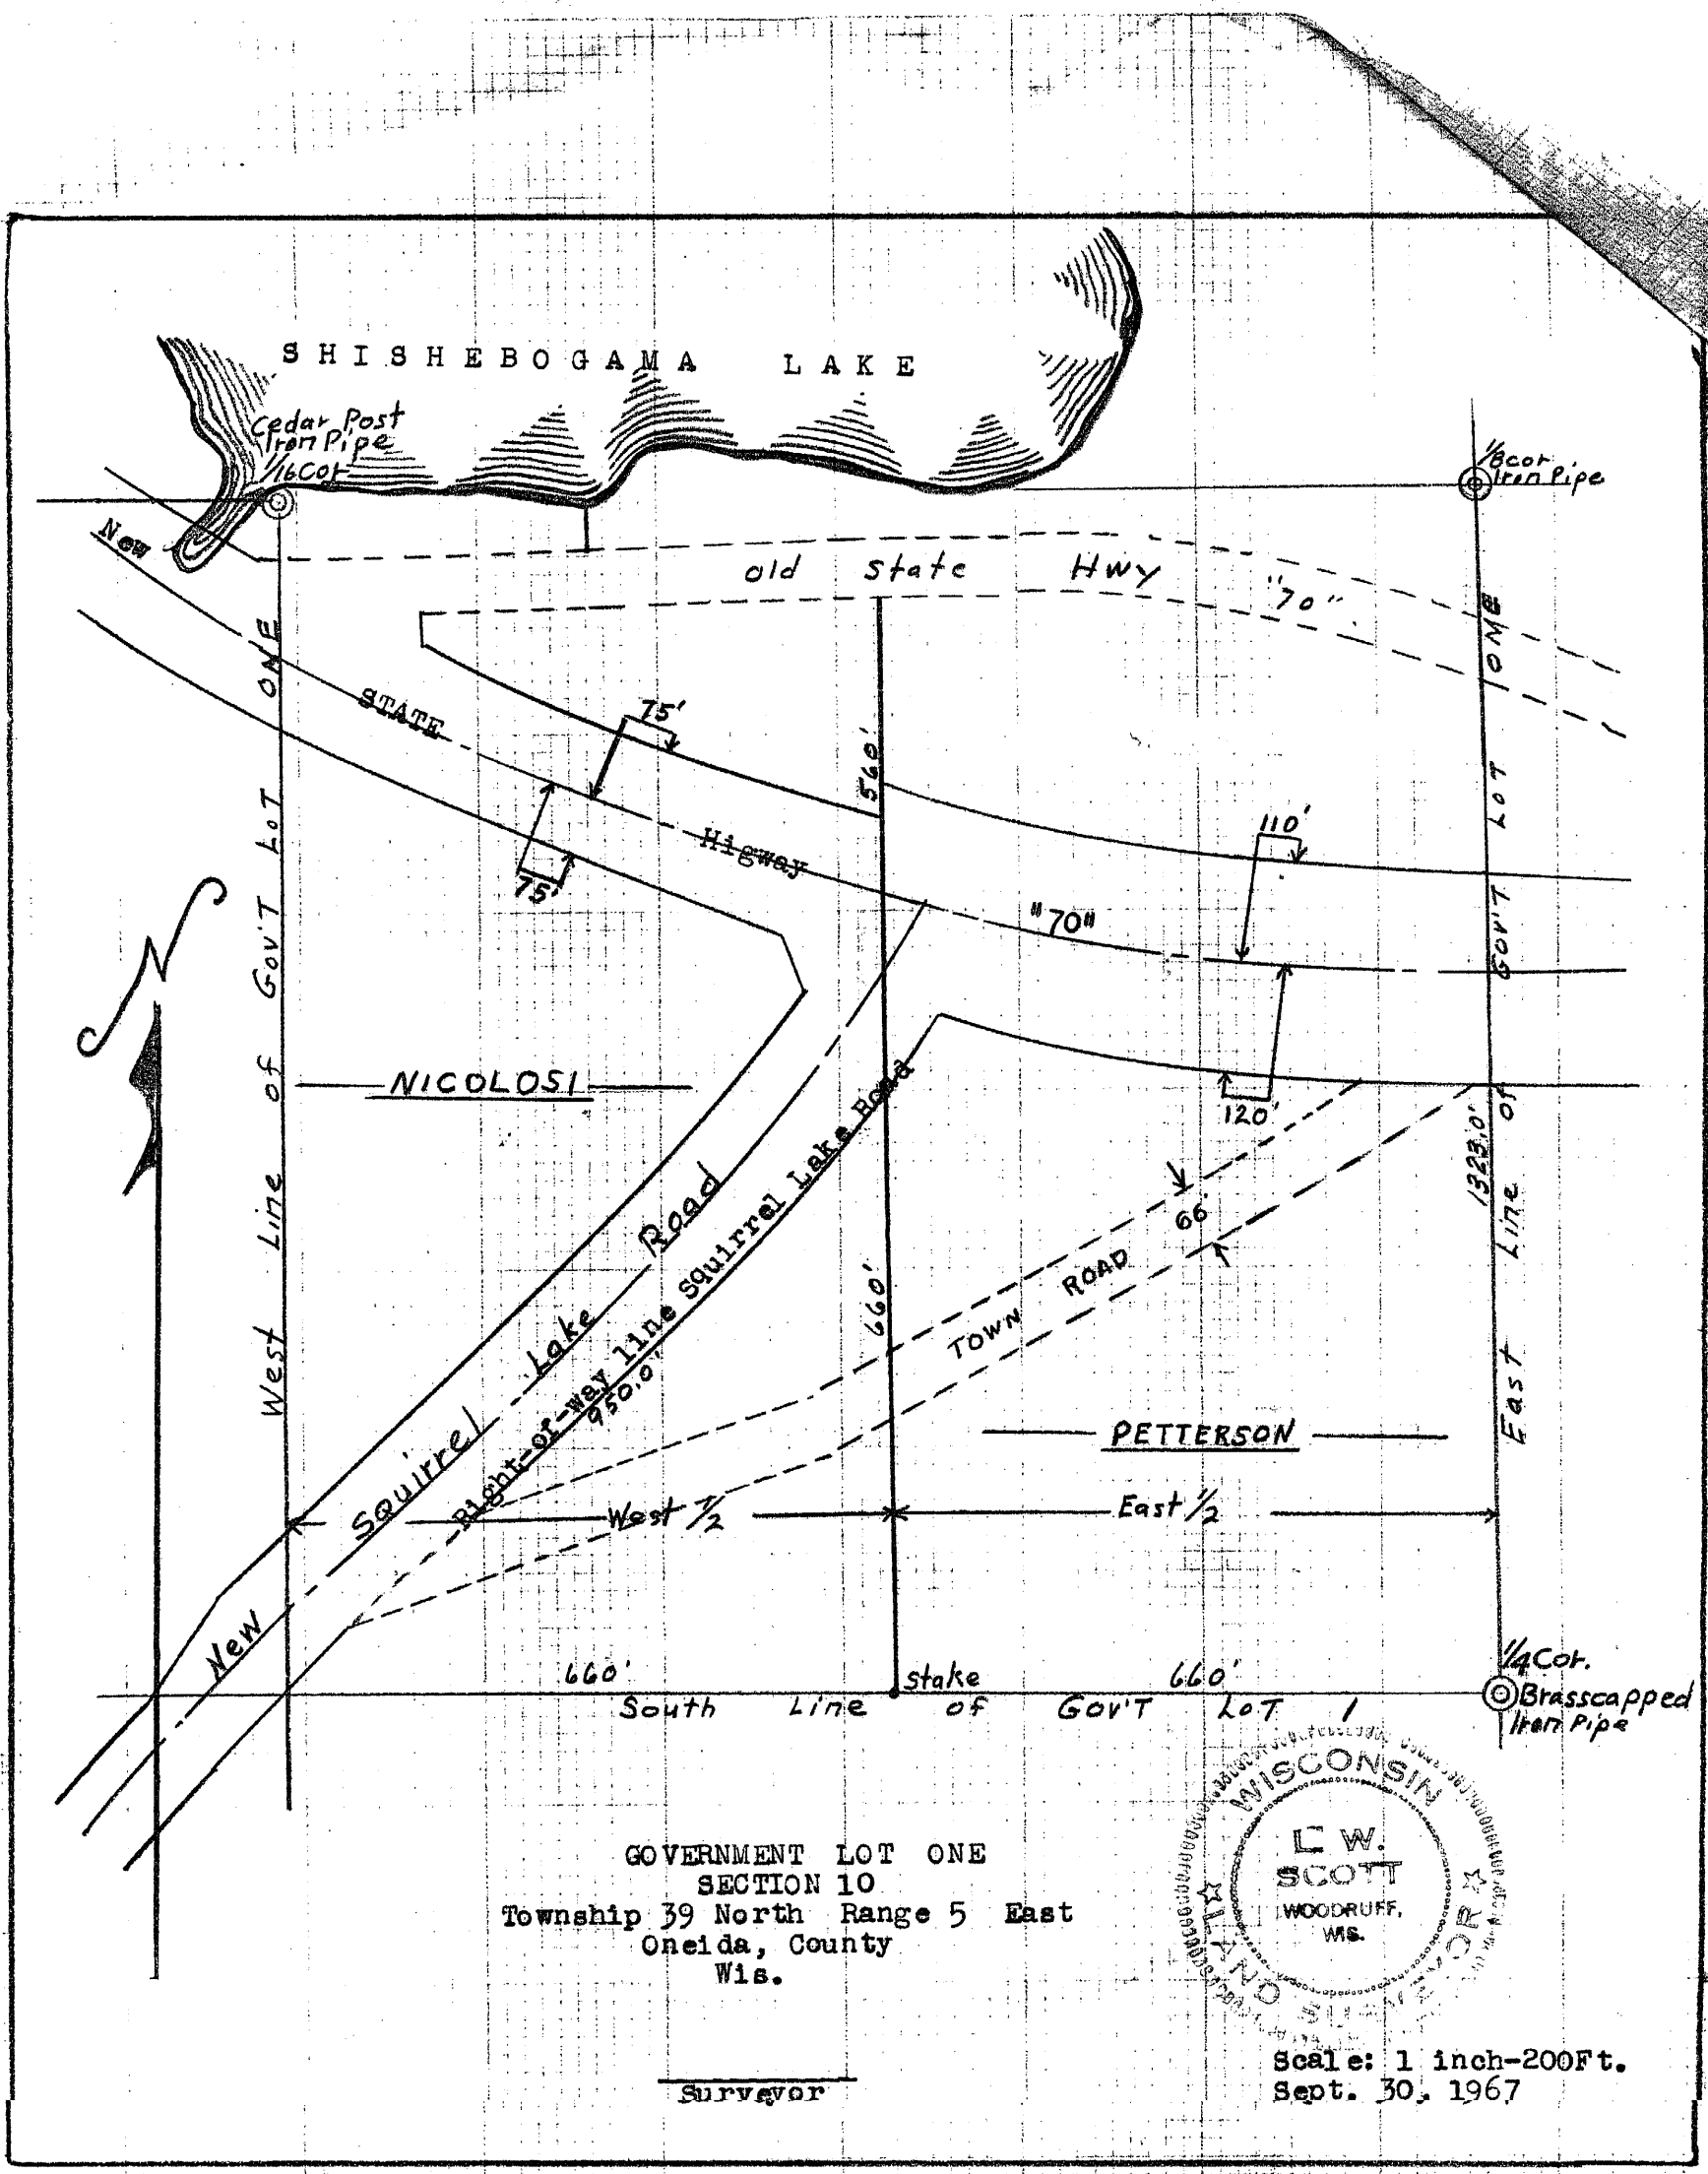 SHISHEBOGAMA LAKE
Cedar Post
Iron Pipe
1/16 Cor
1/8 cor
Iron Pipe
New
old state Hwy "70"
STATE
Higway
"70"
75'
75'
560'
110'
120'
West Line of GOV'T LOT ONE
East Line of GOV'T LOT ONE
1323.0'
N
NICOLOSI
New Squirrel Lake Road
Right-of-way line Squirrel Lake Road
950.0'
660'
66'
TOWN ROAD
PETTERSON
West 1/2
East 1/2
660'
stake
660'
South Line of GOV'T LOT 1
1/4 Cor.
Brasscapped
Iron Pipe
GOVERNMENT LOT ONE
SECTION 10
Township 39 North Range 5 East
Oneida, County
Wis.
WISCONSIN
L W.
SCOTT
WOODRUFF,
WIS.
LAND SURVEYOR
Surveyor
Scale: 1 inch-200Ft.
Sept. 30. 1967